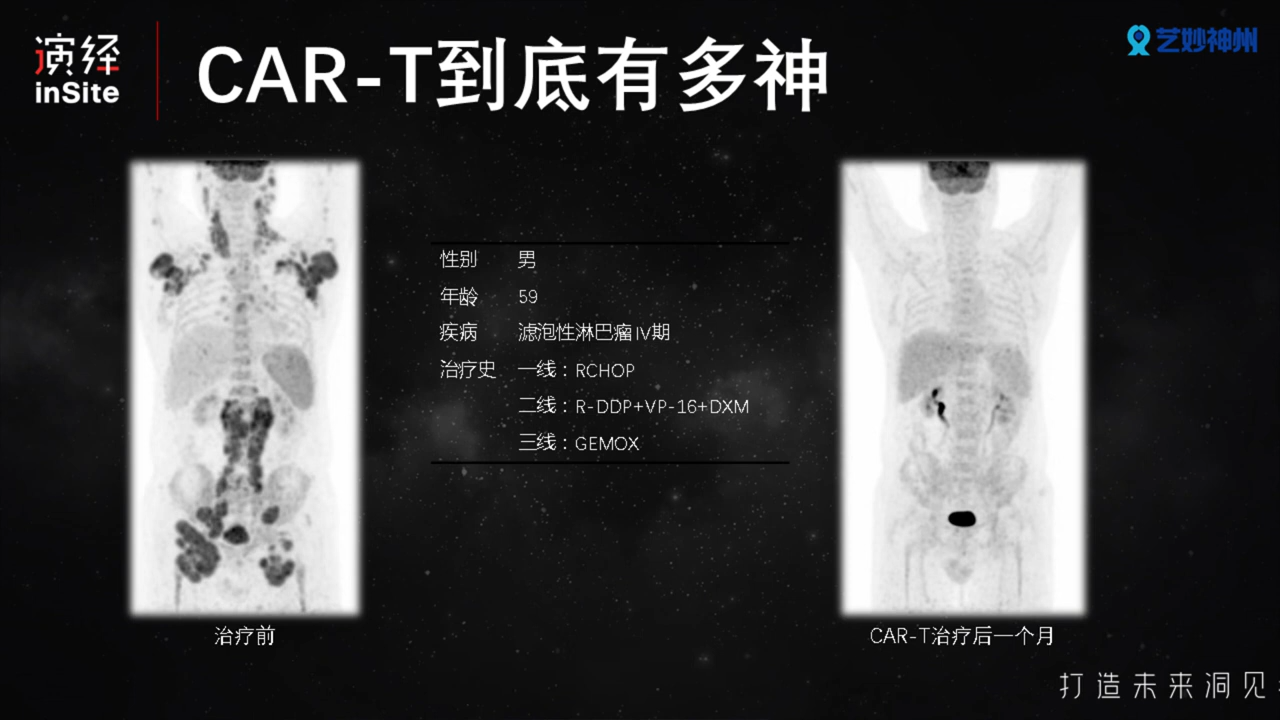 演经
inSite
CAR-T到底有多神
艺妙神州
性别 男
年龄 59
疾病 滤泡性淋巴瘤IV期
治疗史 一线：RCHOP
二线：R-DDP+VP-16+DXM
三线：GEMOX
治疗前
CAR-T治疗后一个月
打造未来洞见